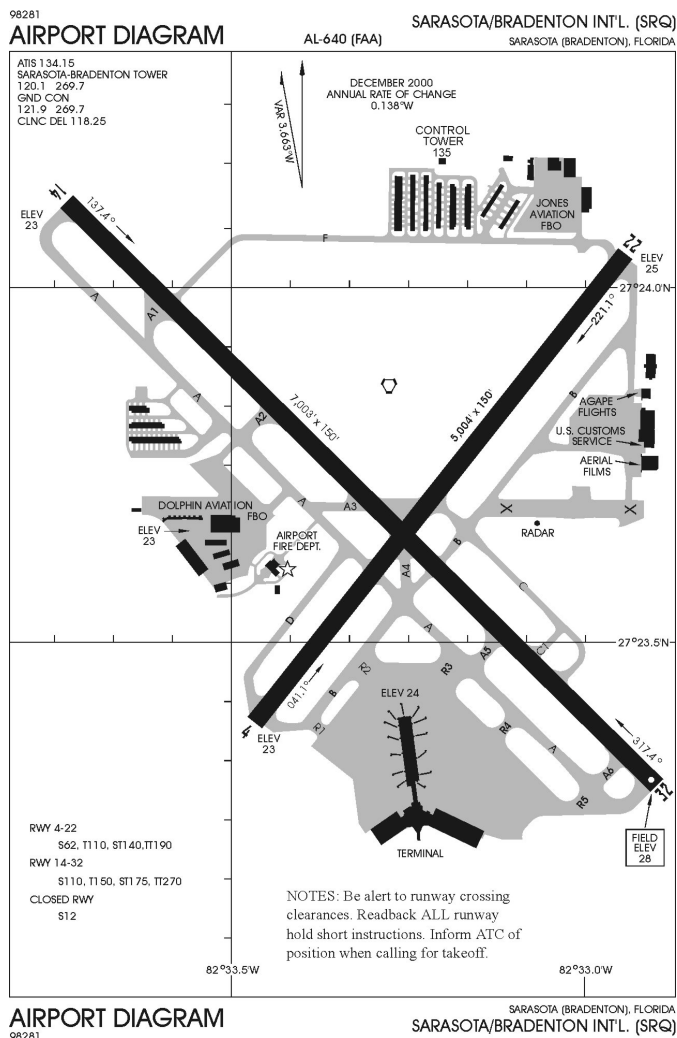 98281
AIRPORT DIAGRAM
AL-640 (FAA)
SARASOTA/BRADENTON INT'L. (SRQ)
SARASOTA (BRADENTON), FLORIDA
ATIS 134.15
SARASOTA-BRADENTON TOWER
120.1 269.7
GND CON
121.9 269.7
CLNC DEL 118.25
VAR 3.663°W
DECEMBER 2000
ANNUAL RATE OF CHANGE
0.138°W
CONTROL
TOWER
135
JONES
AVIATION
FBO
14
137.4°
ELEV
23
F
22
ELEV
25
27°24.0'N
221.1°
A
A1
A
A2
7,003' x 150'
5,004' x 150'
B
AGAPE
FLIGHTS
U.S. CUSTOMS
SERVICE
AERIAL
FILMS
A
A3
DOLPHIN AVIATION
FBO
ELEV
23
AIRPORT
FIRE DEPT.
X
X
RADAR
B
A4
C
D
A
A5
C1
27°23.5'N
R2
R3
041.1°
B
R1
4
ELEV
23
ELEV 24
R4
A
R5
A6
317.4°
32
FIELD
ELEV
28
TERMINAL
RWY 4-22
S62, T110, ST140,TT190
RWY 14-32
S110, T150, ST175, TT270
CLOSED RWY
S12
NOTES: Be alert to runway crossing
clearances. Readback ALL runway
hold short instructions. Inform ATC of
position when calling for takeoff.
82°33.5'W
82°33.0'W
AIRPORT DIAGRAM
98281
SARASOTA (BRADENTON), FLORIDA
SARASOTA/BRADENTON INT'L. (SRQ)